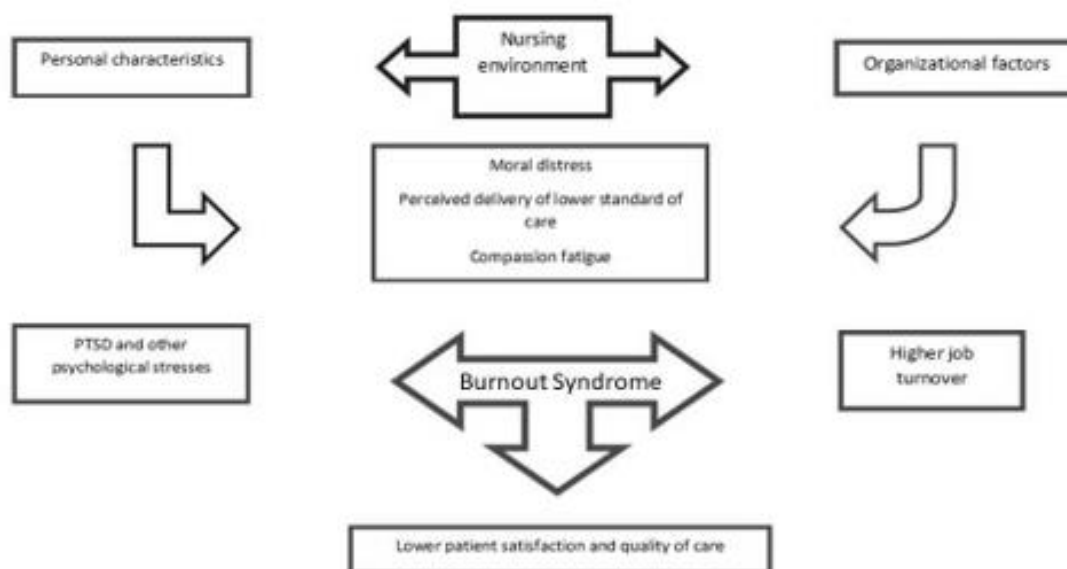 Personal characteristics
Nursing
environment
Organizational factors
Moral distress
Perceived delivery of lower standard of
care
Compassion fatigue
PTSD and other
psychological stresses
Burnout Syndrome
Higher job
turnover
Lower patient satisfaction and quality of care